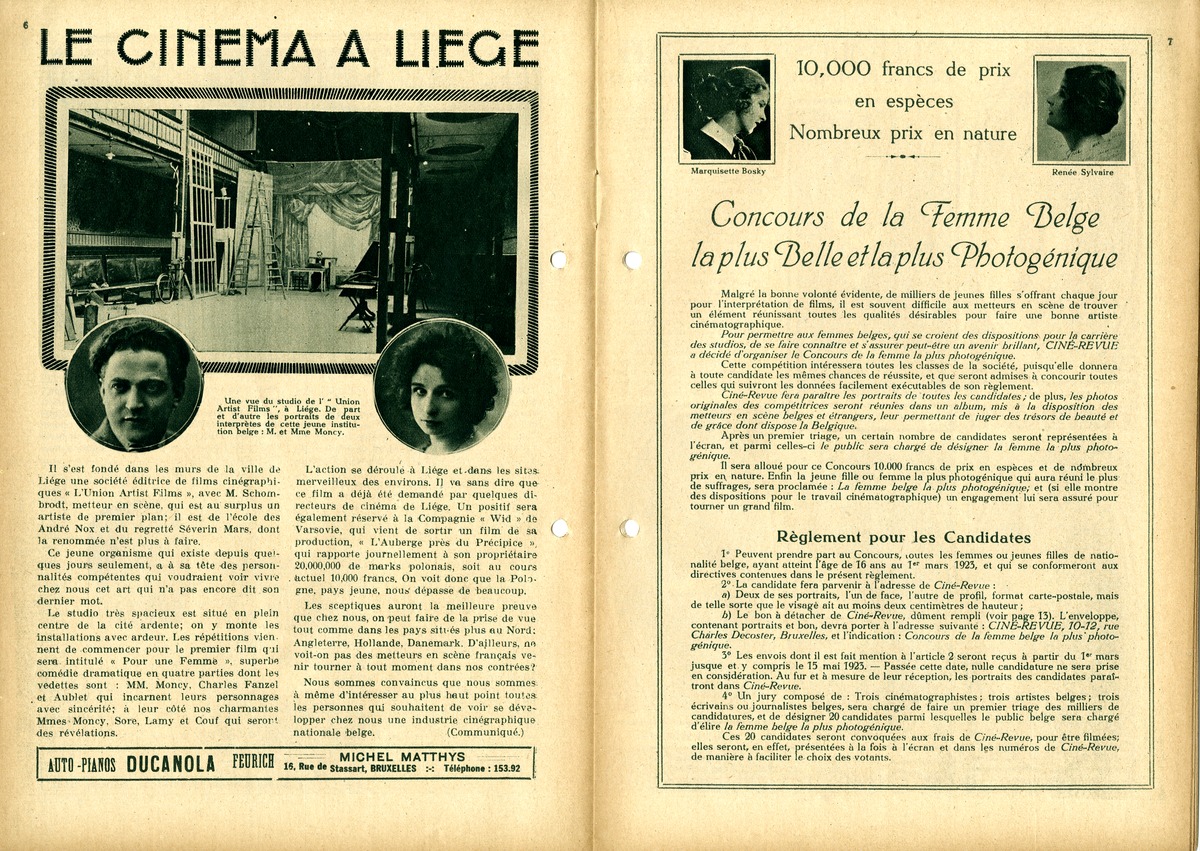 6
LE CINEMA A LIEGE
Une vue du studio de l' " Union
Artist Films ", à Liége. De part
et d'autre les portraits de deux
interprètes de cette jeune institu-
tion belge : M. et Mme Moncy.
Il s'est fondé dans les murs de la ville de
Liége une société éditrice de films cinégraphi-
ques « L'Union Artist Films », avec M. Schom-
brodt, metteur en scène, qui est au surplus un
artiste de premier plan; il est de l'école des
André Nox et du regretté Séverin Mars, dont
la renommée n'est plus à faire.
Ce jeune organisme qui existe depuis quel-
ques jours seulement, a à sa tête des person-
nalités compétentes qui voudraient voir vivre
chez nous cet art qui n'a pas encore dit son
dernier mot.
Le studio très spacieux est situé en plein
centre de la cité ardente; on y monte les
installations avec ardeur. Les répétitions vien-
nent de commencer pour le premier film qui
sera intitulé « Pour une Femme », superbe
comédie dramatique en quatre parties dont les
vedettes sont : MM. Moncy, Charles Fanzel
et Aublet qui incarnent leurs personnages
avec sincérité; à leur côté nos charmantes
Mmes Moncy, Sore, Lamy et Couf qui seront
des révélations.
L'action se déroule à Liége et dans les sites
merveilleux des environs. Il va sans dire que
ce film a déjà été demandé par quelques di-
recteurs de cinéma de Liége. Un positif sera
également réservé à la Compagnie « Wid » de
Varsovie, qui vient de sortir un film de sa
production, « L'Auberge près du Précipice »,
qui rapporte journellement à son propriétaire
20,000,000 de marks polonais, soit au cours
actuel 10,000 francs. On voit donc que la Polo-
gne, pays jeune, nous dépasse de beaucoup.
Les sceptiques auront la meilleure preuve
que chez nous, on peut faire de la prise de vue
tout comme dans les pays situés plus au Nord;
Angleterre, Hollande, Danemark. D'ailleurs, ne
voit-on pas des metteurs en scène français ve-
nir tourner à tout moment dans nos contrées?
Nous sommes convaincus que nous sommes
à même d'intéresser au plus haut point toutes
les personnes qui souhaitent de voir se déve-
lopper chez nous une industrie cinégraphique
nationale belge. (Communiqué.)
AUTO-PIANOS DUCANOLA FEURICH
MICHEL MATTHYS
16, Rue de Stassart, BRUXELLES :-: Téléphone : 153.92
7
10,000 francs de prix
en espèces
Nombreux prix en nature
Marquisette Bosky
Renée Sylvaire
Concours de la Femme Belge
la plus Belle et la plus Photogénique
Malgré la bonne volonté évidente, de milliers de jeunes filles s'offrant chaque jour
pour l'interprétation de films, il est souvent difficile aux metteurs en scène de trouver
un élément réunissant toutes les qualités désirables pour faire une bonne artiste
cinématographique.
Pour permettre aux femmes belges, qui se croient des dispositions pour la carrière
des studios, de se faire connaître et s'assurer peut-être un avenir brillant, CINÉ-REVUE
a décidé d'organiser le Concours de la femme la plus photogénique.
Cette compétition intéressera toutes les classes de la société, puisqu'elle donnera
à toute candidate les mêmes chances de réussite, et que seront admises à concourir toutes
celles qui suivront les données facilement exécutables de son règlement.
Ciné-Revue fera paraître les portraits de toutes les candidates; de plus, les photos
originales des compétitrices seront réunies dans un album, mis à la disposition des
metteurs en scène belges et étrangers, leur permettant de juger des trésors de beauté et
de grâce dont dispose la Belgique.
Après un premier triage, un certain nombre de candidates seront représentées à
l'écran, et parmi celles-ci le public sera chargé de désigner la femme la plus photo-
génique.
Il sera alloué pour ce Concours 10.000 francs de prix en espèces et de nombreux
prix en nature. Enfin la jeune fille ou femme la plus photogénique qui aura réuni le plus
de suffrages, sera proclamée : La femme belge la plus photogénique, et (si elle montre
des dispositions pour le travail cinématographique) un engagement lui sera assuré pour
tourner un grand film.
Règlement pour les Candidates
1° Peuvent prendre part au Concours, toutes les femmes ou jeunes filles de natio-
nalité belge, ayant atteint l'âge de 16 ans au 1er mars 1923, et qui se conformeront aux
directives contenues dans le présent règlement.
2° La candidate fera parvenir à l'adresse de Ciné-Revue :
a) Deux de ses portraits, l'un de face, l'autre de profil, format carte-postale, mais
de telle sorte que le visage ait au moins deux centimètres de hauteur;
b) Le bon à détacher de Ciné-Revue, dûment rempli (voir page 13). L'enveloppe,
contenant portraits et bon, devra porter à l'adresse suivante : CINÉ-REVUE, 10-12, rue
Charles Decoster, Bruxelles, et l'indication : Concours de la femme belge la plus photo-
génique.
3° Les envois dont il est fait mention à l'article 2 seront reçus à partir du 1er mars
jusque et y compris le 15 mai 1923. — Passée cette date, nulle candidature ne sera prise
en considération. Au fur et à mesure de leur réception, les portraits des candidates paraî-
tront dans Ciné-Revue.
4° Un jury composé de : Trois cinématographistes; trois artistes belges; trois
écrivains ou journalistes belges, sera chargé de faire un premier triage des milliers de
candidatures, et de désigner 20 candidates parmi lesquelles le public belge sera chargé
d'élire la femme belge la plus photogénique.
Ces 20 candidates seront convoquées aux frais de Ciné-Revue, pour être filmées;
elles seront, en effet, présentées à la fois à l'écran et dans les numéros de Ciné-Revue,
de manière à faciliter le choix des votants.